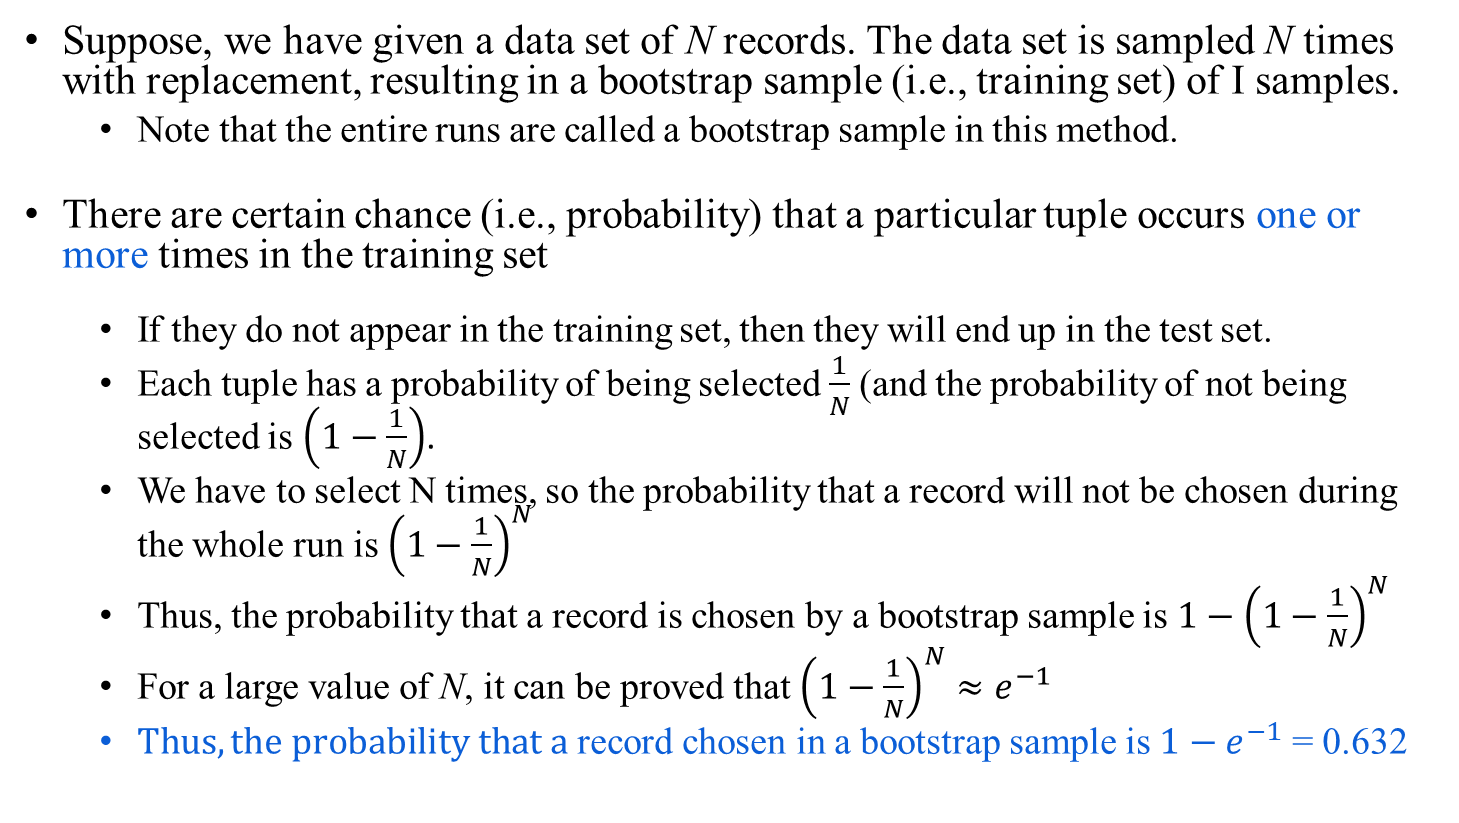 • Suppose, we have given a data set of N records. The data set is sampled N times
with replacement, resulting in a bootstrap sample (i.e., training set) of I samples.
• Note that the entire runs are called a bootstrap sample in this method.
• There are certain chance (i.e., probability) that a particular tuple occurs one or
more times in the training set
• If they do not appear in the training set, then they will end up in the test set.
• Each tuple has a probability of being selected 1/N (and the probability of not being
selected is (1 − 1/N).
• We have to select N times, so the probability that a record will not be chosen during
the whole run is (1 − 1/N)^N
• Thus, the probability that a record is chosen by a bootstrap sample is 1 − (1 − 1/N)^N
• For a large value of N, it can be proved that (1 − 1/N)^N ≈ e^−1
• Thus, the probability that a record chosen in a bootstrap sample is 1 − e^−1 = 0.632